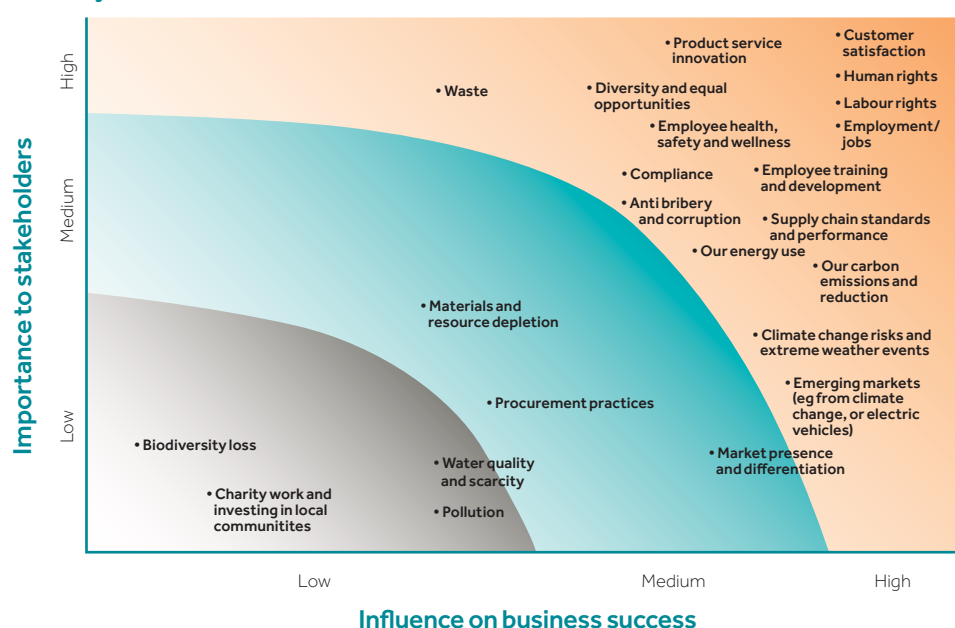 Importance to stakeholders
High
Medium
Low
• Product service
innovation
• Customer
satisfaction
• Human rights
• Waste
• Diversity and equal
opportunities
• Labour rights
• Employee health,
safety and wellness
• Employment/
jobs
• Compliance
• Employee training
and development
• Anti bribery
and corruption
• Supply chain standards
and performance
• Our energy use
• Our carbon
emissions and
reduction
• Materials and
resource depletion
• Climate change risks and
extreme weather events
• Emerging markets
(eg from climate
change, or electric
vehicles)
• Procurement practices
• Biodiversity loss
• Market presence
and differentiation
• Water quality
and scarcity
• Charity work and
investing in local
communitites
• Pollution
Low
Medium
High
Influence on business success